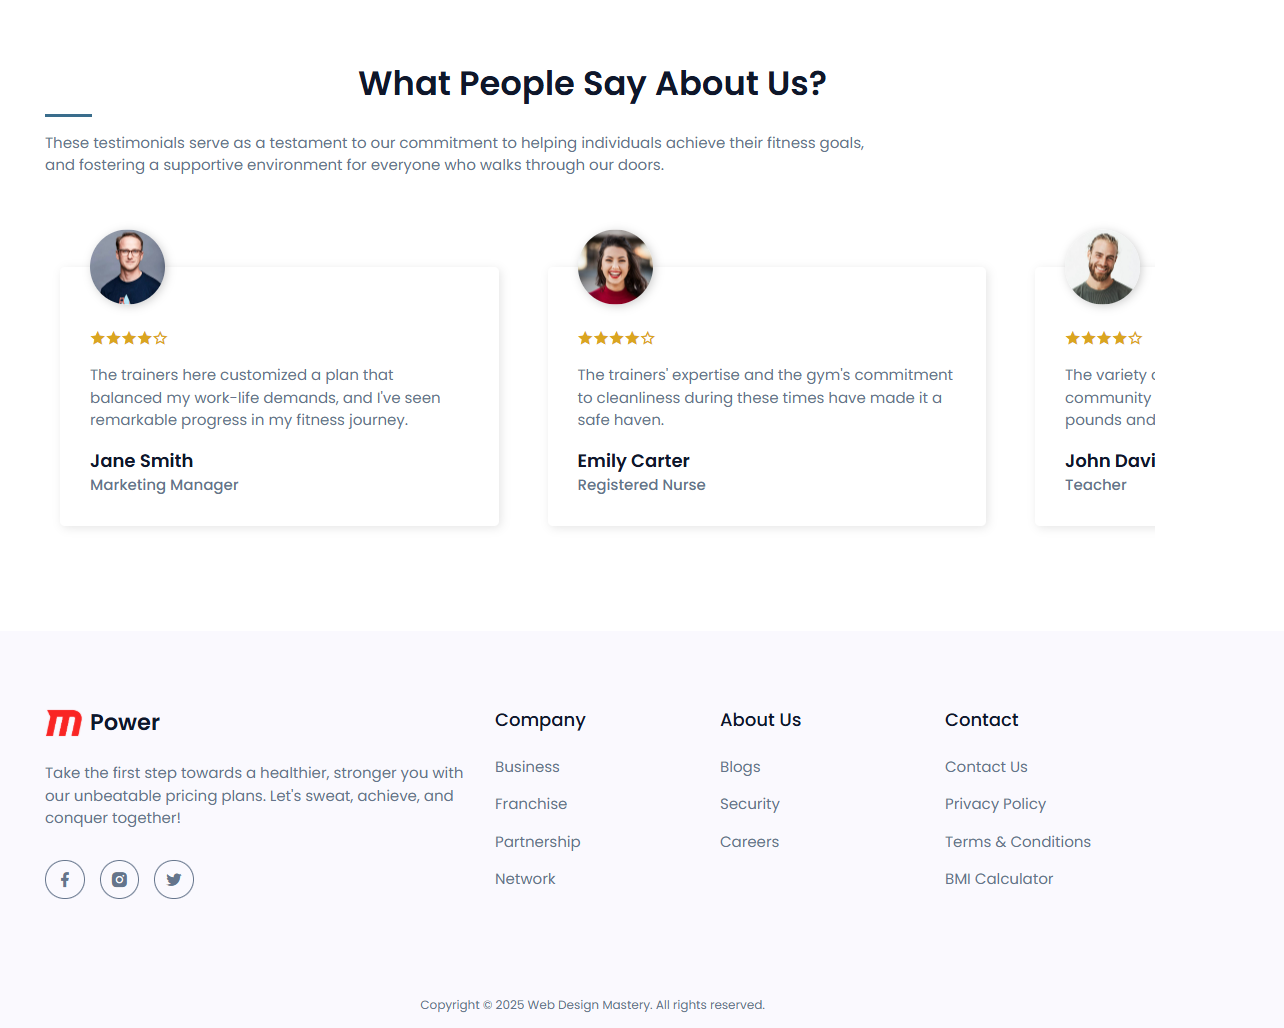 What People Say About Us?
These testimonials serve as a testament to our commitment to helping individuals achieve their fitness goals,
and fostering a supportive environment for everyone who walks through our doors.
The trainers here customized a plan that
balanced my work-life demands, and I've seen
remarkable progress in my fitness journey.
Jane Smith
Marketing Manager
The trainers' expertise and the gym's commitment
to cleanliness during these times have made it a
safe haven.
Emily Carter
Registered Nurse
The variety
community
pounds and
John Davi
Teacher
m Power
Take the first step towards a healthier, stronger you with
our unbeatable pricing plans. Let's sweat, achieve, and
conquer together!
Company
Business
Franchise
Partnership
Network
About Us
Blogs
Security
Careers
Contact
Contact Us
Privacy Policy
Terms & Conditions
BMI Calculator
Copyright © 2025 Web Design Mastery. All rights reserved.